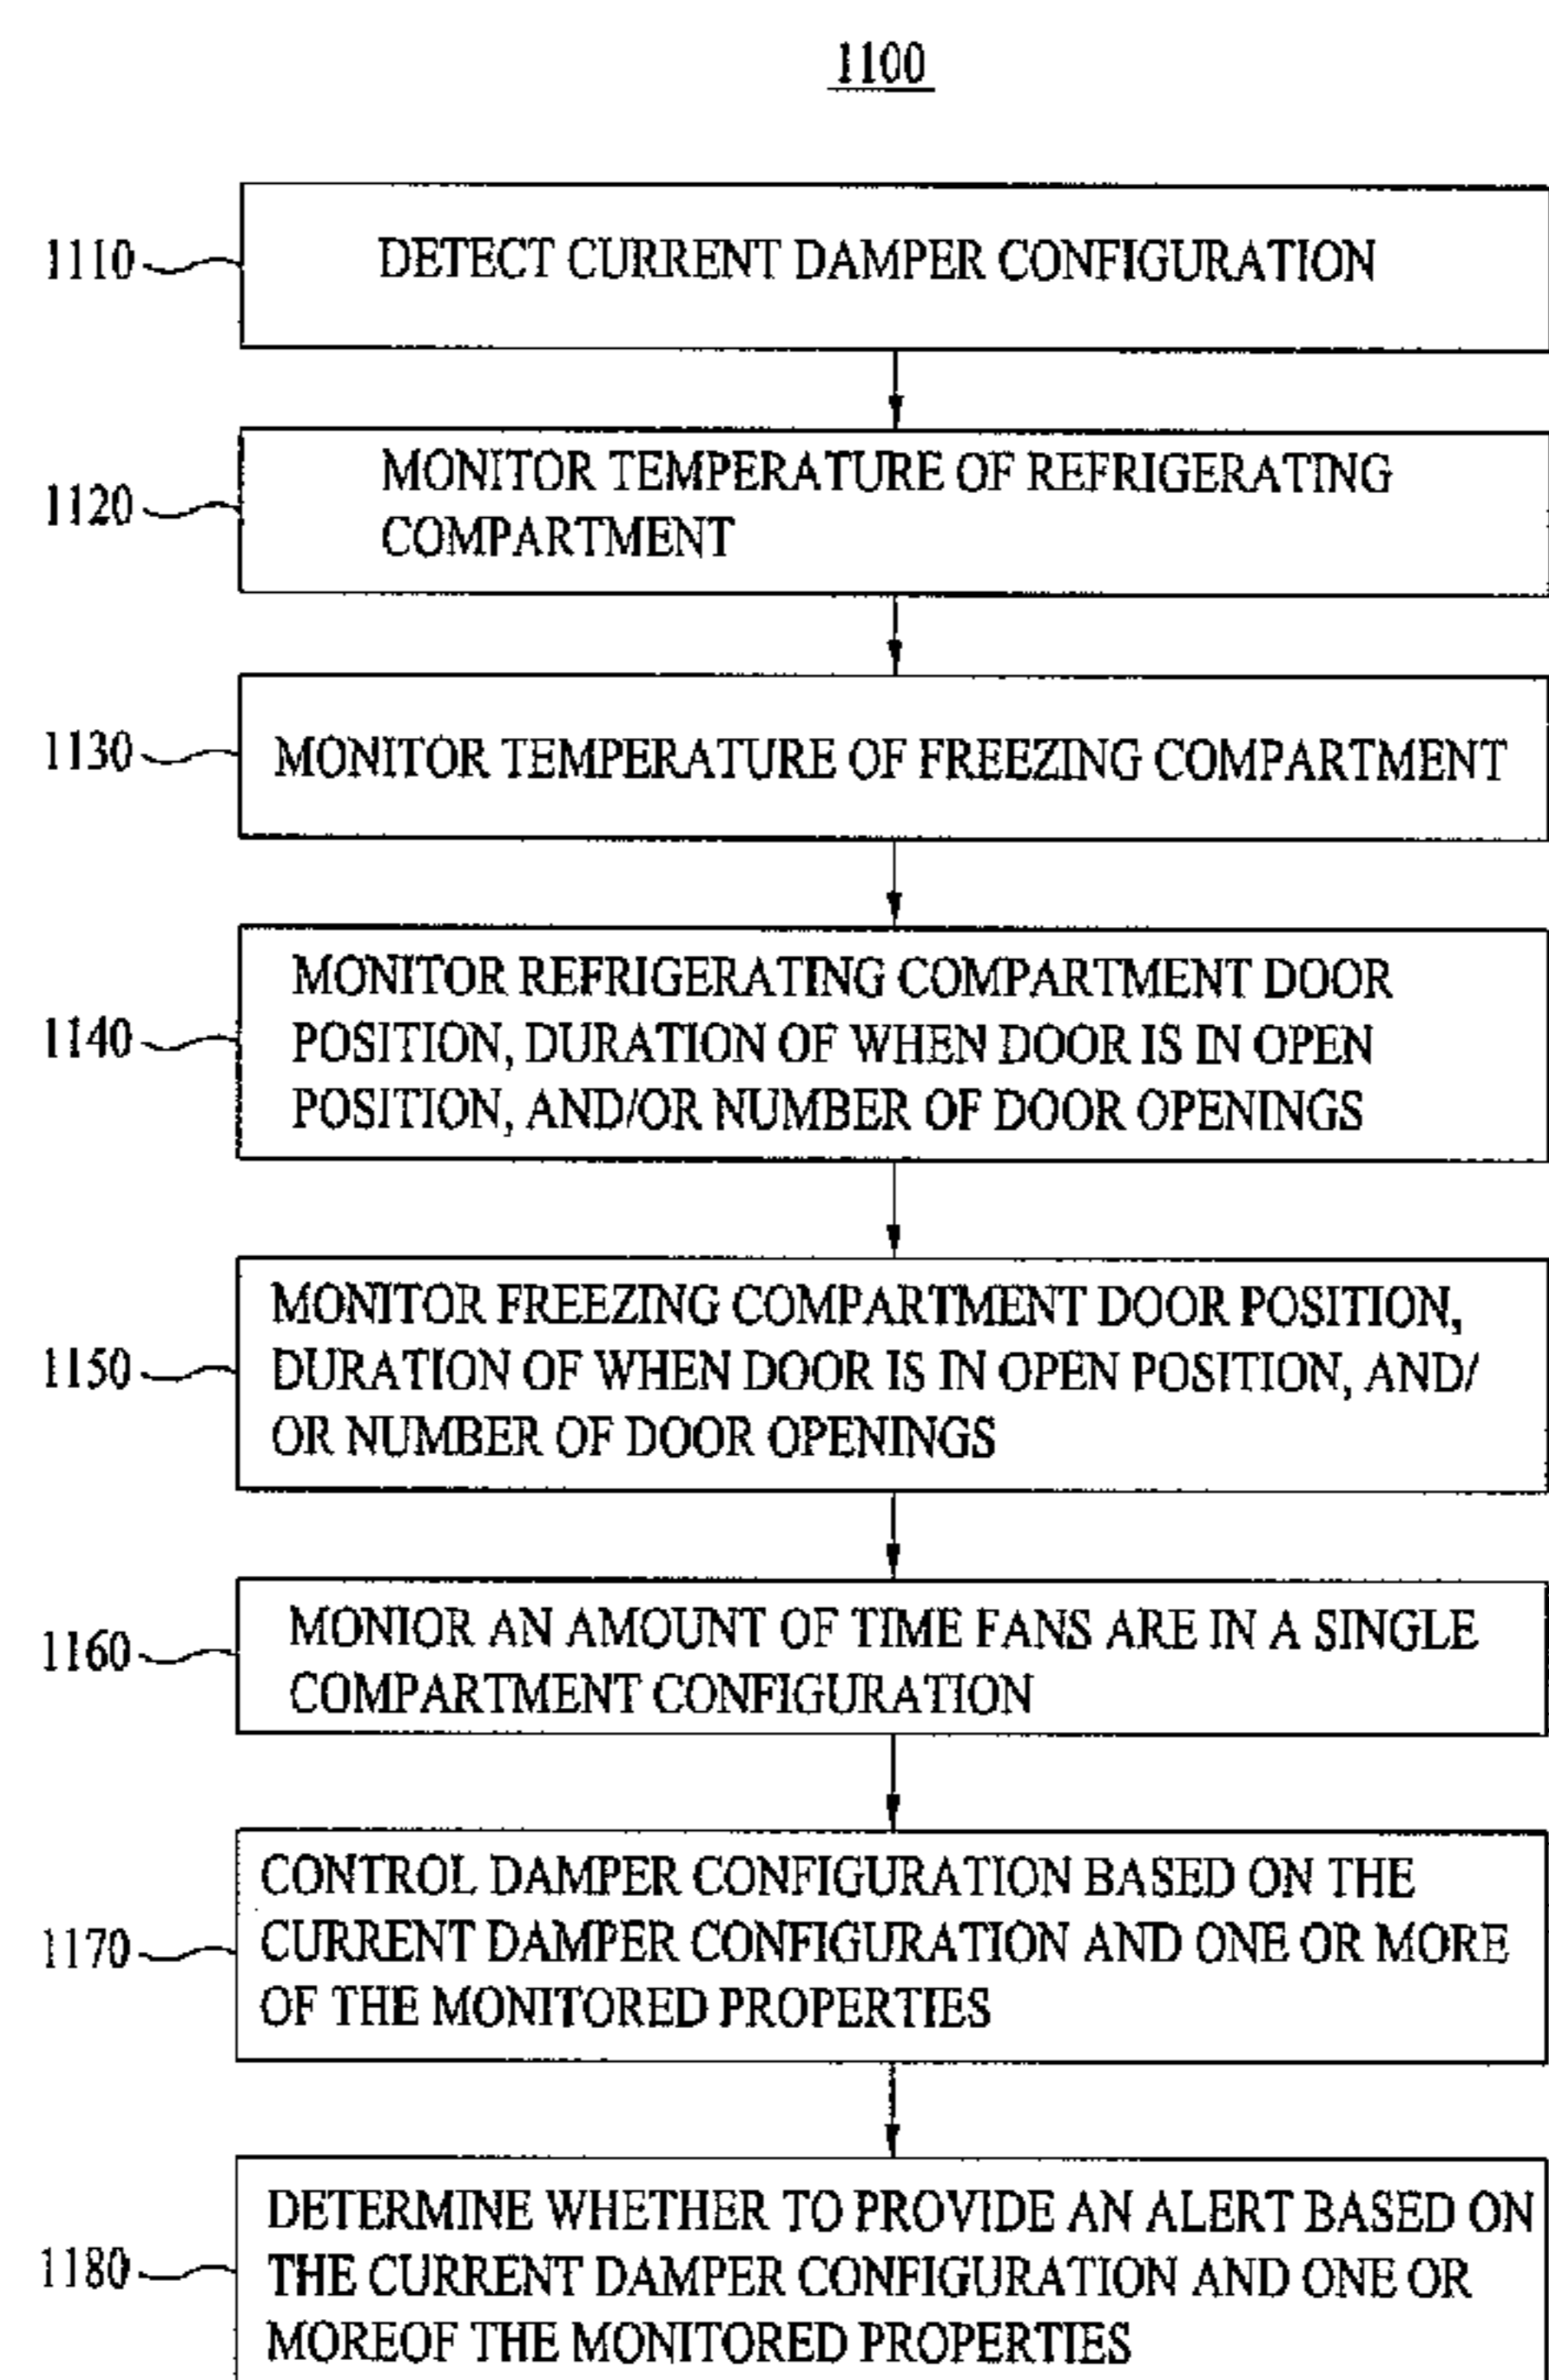 1100
1110
DETECT CURRENT DAMPER CONFIGURATION
1120
MONITOR TEMPERATURE OF REFRIGERATING
COMPARTMENT
1130
MONITOR TEMPERATURE OF FREEZING COMPARTMENT
1140
MONITOR REFRIGERATING COMPARTMENT DOOR
POSITION, DURATION OF WHEN DOOR IS IN OPEN
POSITION, AND/OR NUMBER OF DOOR OPENINGS
1150
MONITOR FREEZING COMPARTMENT DOOR POSITION,
DURATION OF WHEN DOOR IS IN OPEN POSITION, AND/
OR NUMBER OF DOOR OPENINGS
1160
MONIOR AN AMOUNT OF TIME FANS ARE IN A SINGLE
COMPARTMENT CONFIGURATION
1170
CONTROL DAMPER CONFIGURATION BASED ON THE
CURRENT DAMPER CONFIGURATION AND ONE OR MORE
OF THE MONITORED PROPERTIES
1180
DETERMINE WHETHER TO PROVIDE AN ALERT BASED ON
THE CURRENT DAMPER CONFIGURATION AND ONE OR
MOREOF THE MONITORED PROPERTIES